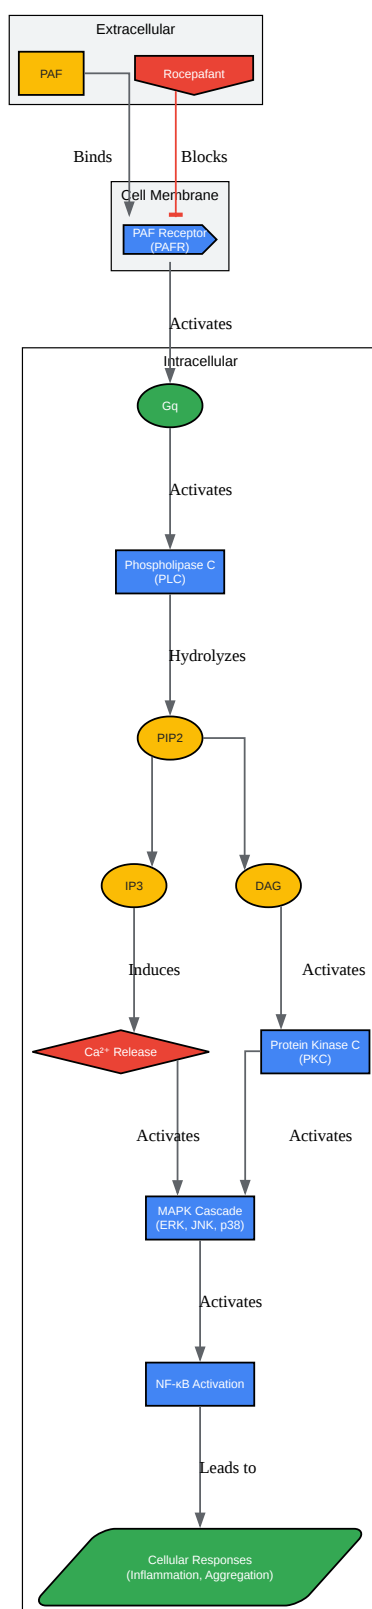 Extracellular
PAF
Rocepafant
Binds
Blocks
Cell Membrane
PAF Receptor
(PAFR)
Activates
Intracellular
Gq
Activates
Phospholipase C
(PLC)
Hydrolyzes
PIP2
IP3
DAG
Induces
Activates
Ca²⁺ Release
Protein Kinase C
(PKC)
Activates
Activates
MAPK Cascade
(ERK, JNK, p38)
Activates
NF-κB Activation
Leads to
Cellular Responses
(Inflammation, Aggregation)